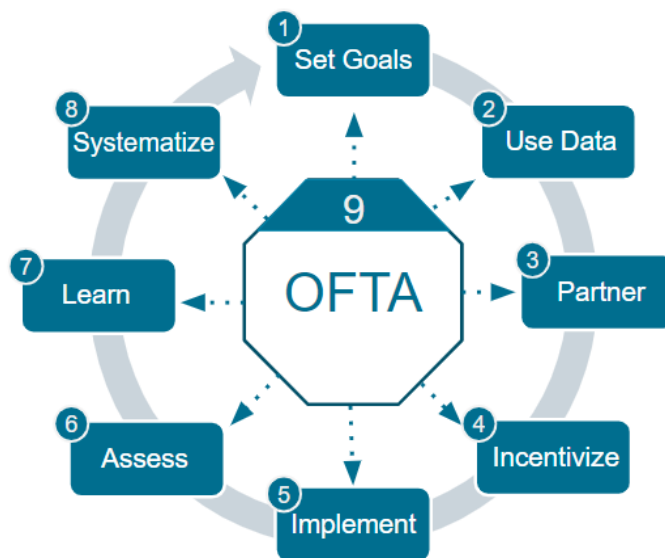 1
Set Goals
2
Use Data
3
Partner
4
Incentivize
5
Implement
6
Assess
7
Learn
8
Systematize
9
OFTA